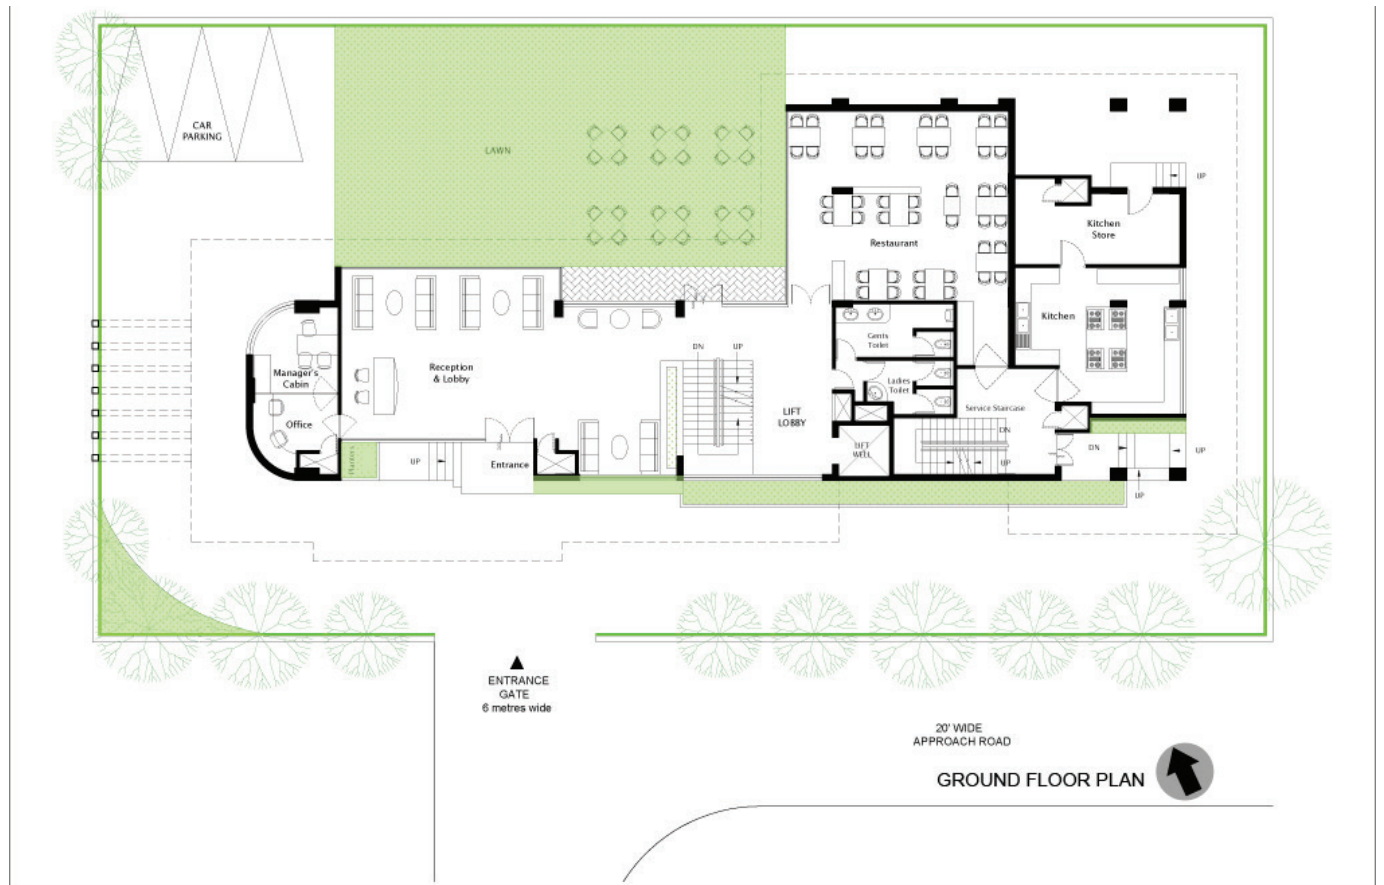 CAR
PARKING
LAWN
UP
Kitchen
Store
Restaurant
Kitchen
Gents
Toilet
DN
UP
Reception
& Lobby
Manager's
Cabin
Ladies
Toilet
LIFT
LOBBY
Service Staircase
Office
DN
LIFT
WELL
DN
UP
Planters
UP
Entrance
UP
UP
ENTRANCE
GATE
6 metres wide
20' WIDE
APPROACH ROAD
GROUND FLOOR PLAN